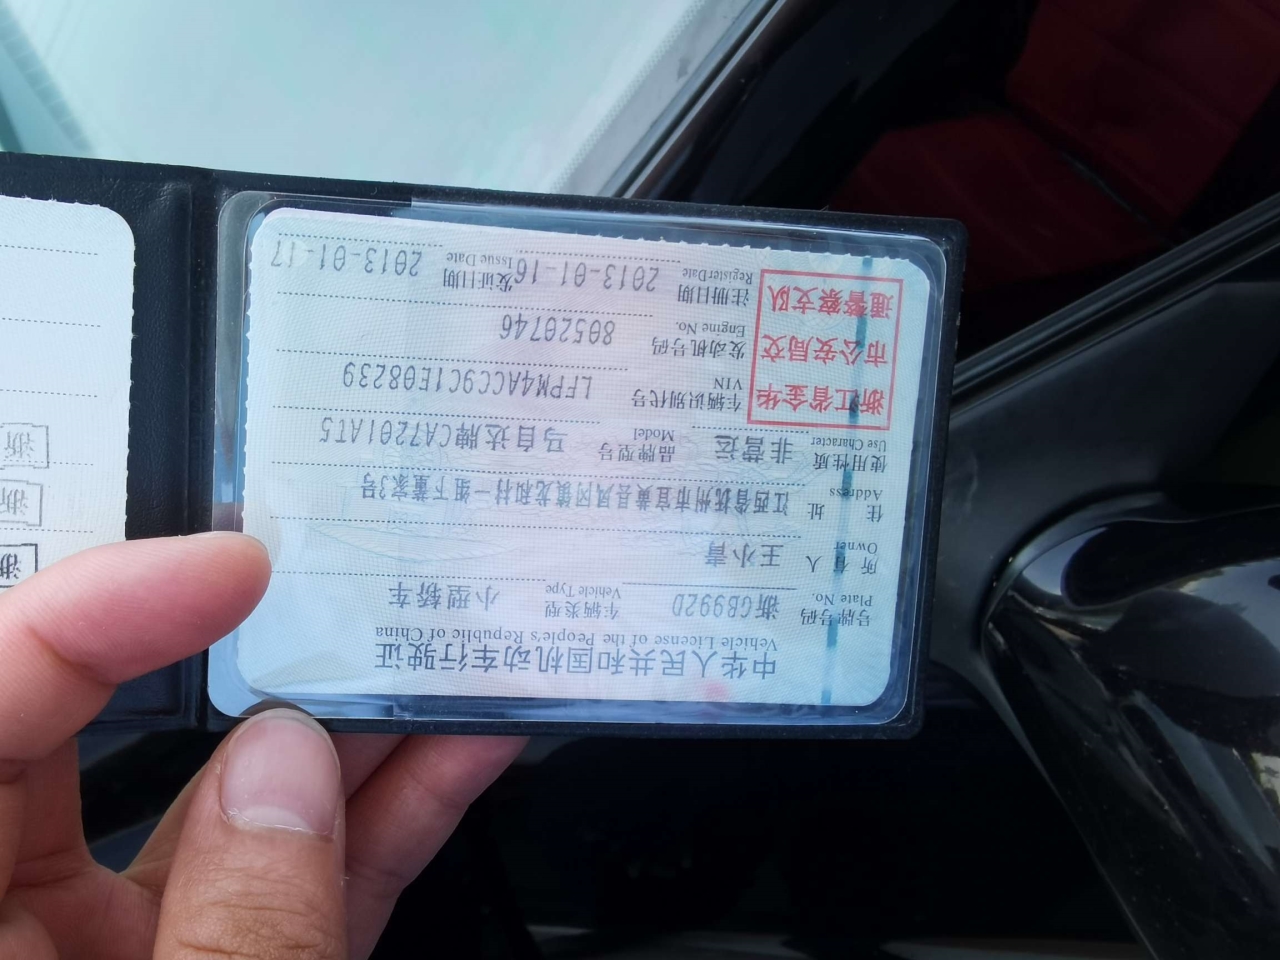 中华人民共和国机动车行驶证
Vehicle License of the People's Republic of China
号牌号码 浙GB992D 车辆类型 小型轿车
Plate No. Vehicle Type
所有人 王小青
Owner
住址 江西省抚州市宜黄县凤冈镇龙和村一组下董家3号
Address
使用性质 非营运 品牌型号 马自达牌CA7201AT5
Use Character Model
浙江省金华
市公安局交
通警察支队
车辆识别代号 LFPM4ACC9C1E08239
VIN
发动机号码 80520746
Engine No.
注册日期 2013-01-16 发证日期 2013-01-17
Register Date Issue Date
浙
浙
浙